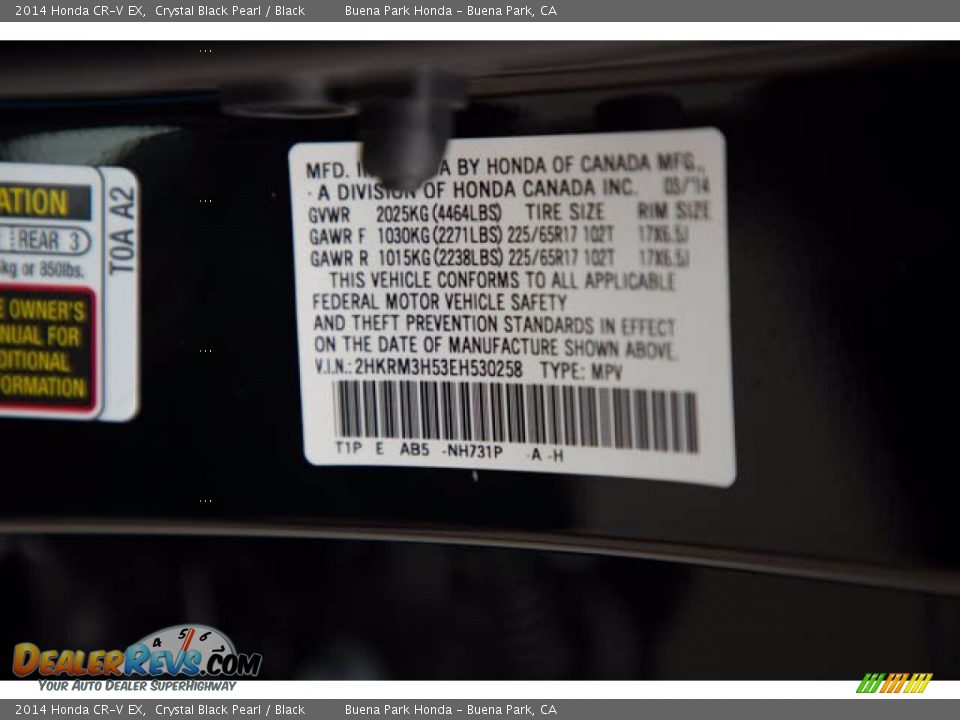 2014 Honda CR-V EX,  Crystal Black Pearl / Black        Buena Park Honda - Buena Park, CA
ATION
REAR 3
kg or 850lbs.
E OWNER'S
NUAL FOR
DITIONAL
FORMATION
TOA A2
MFD. I A BY HONDA OF CANADA MFG.,
A DIVISION OF HONDA CANADA INC. 03/14
GVWR 2025KG (4464LBS) TIRE SIZE RIM SIZE
GAWR F 1030KG (2271LBS) 225/65R17 102T 17X6.5J
GAWR R 1015KG (2238LBS) 225/65R17 102T 17X6.5J
THIS VEHICLE CONFORMS TO ALL APPLICABLE
FEDERAL MOTOR VEHICLE SAFETY
AND THEFT PREVENTION STANDARDS IN EFFECT
ON THE DATE OF MANUFACTURE SHOWN ABOVE.
V.I.N.: 2HKRM3H53EH530258 TYPE: MPV
T1P E AB5 -NH731P -A -H
4 5 6
DEALERREVS.COM
YOUR AUTO DEALER SUPERHIGHWAY
2014 Honda CR-V EX,  Crystal Black Pearl / Black        Buena Park Honda - Buena Park, CA